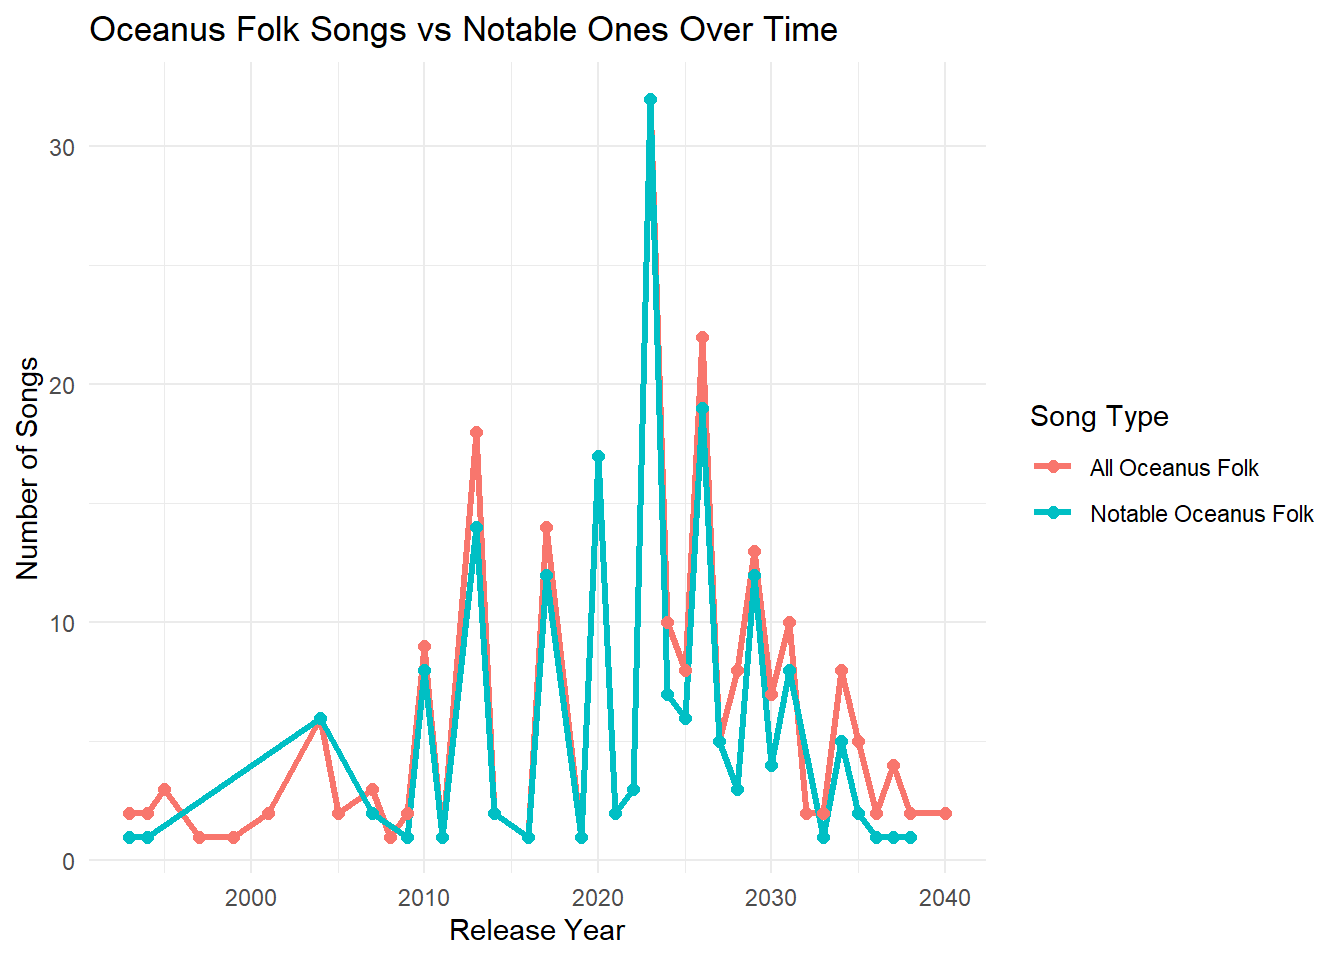 Oceanus Folk Songs vs Notable Ones Over Time
Number of Songs
30
20
10
0
2000
2010
2020
2030
2040
Release Year
Song Type
All Oceanus Folk
Notable Oceanus Folk